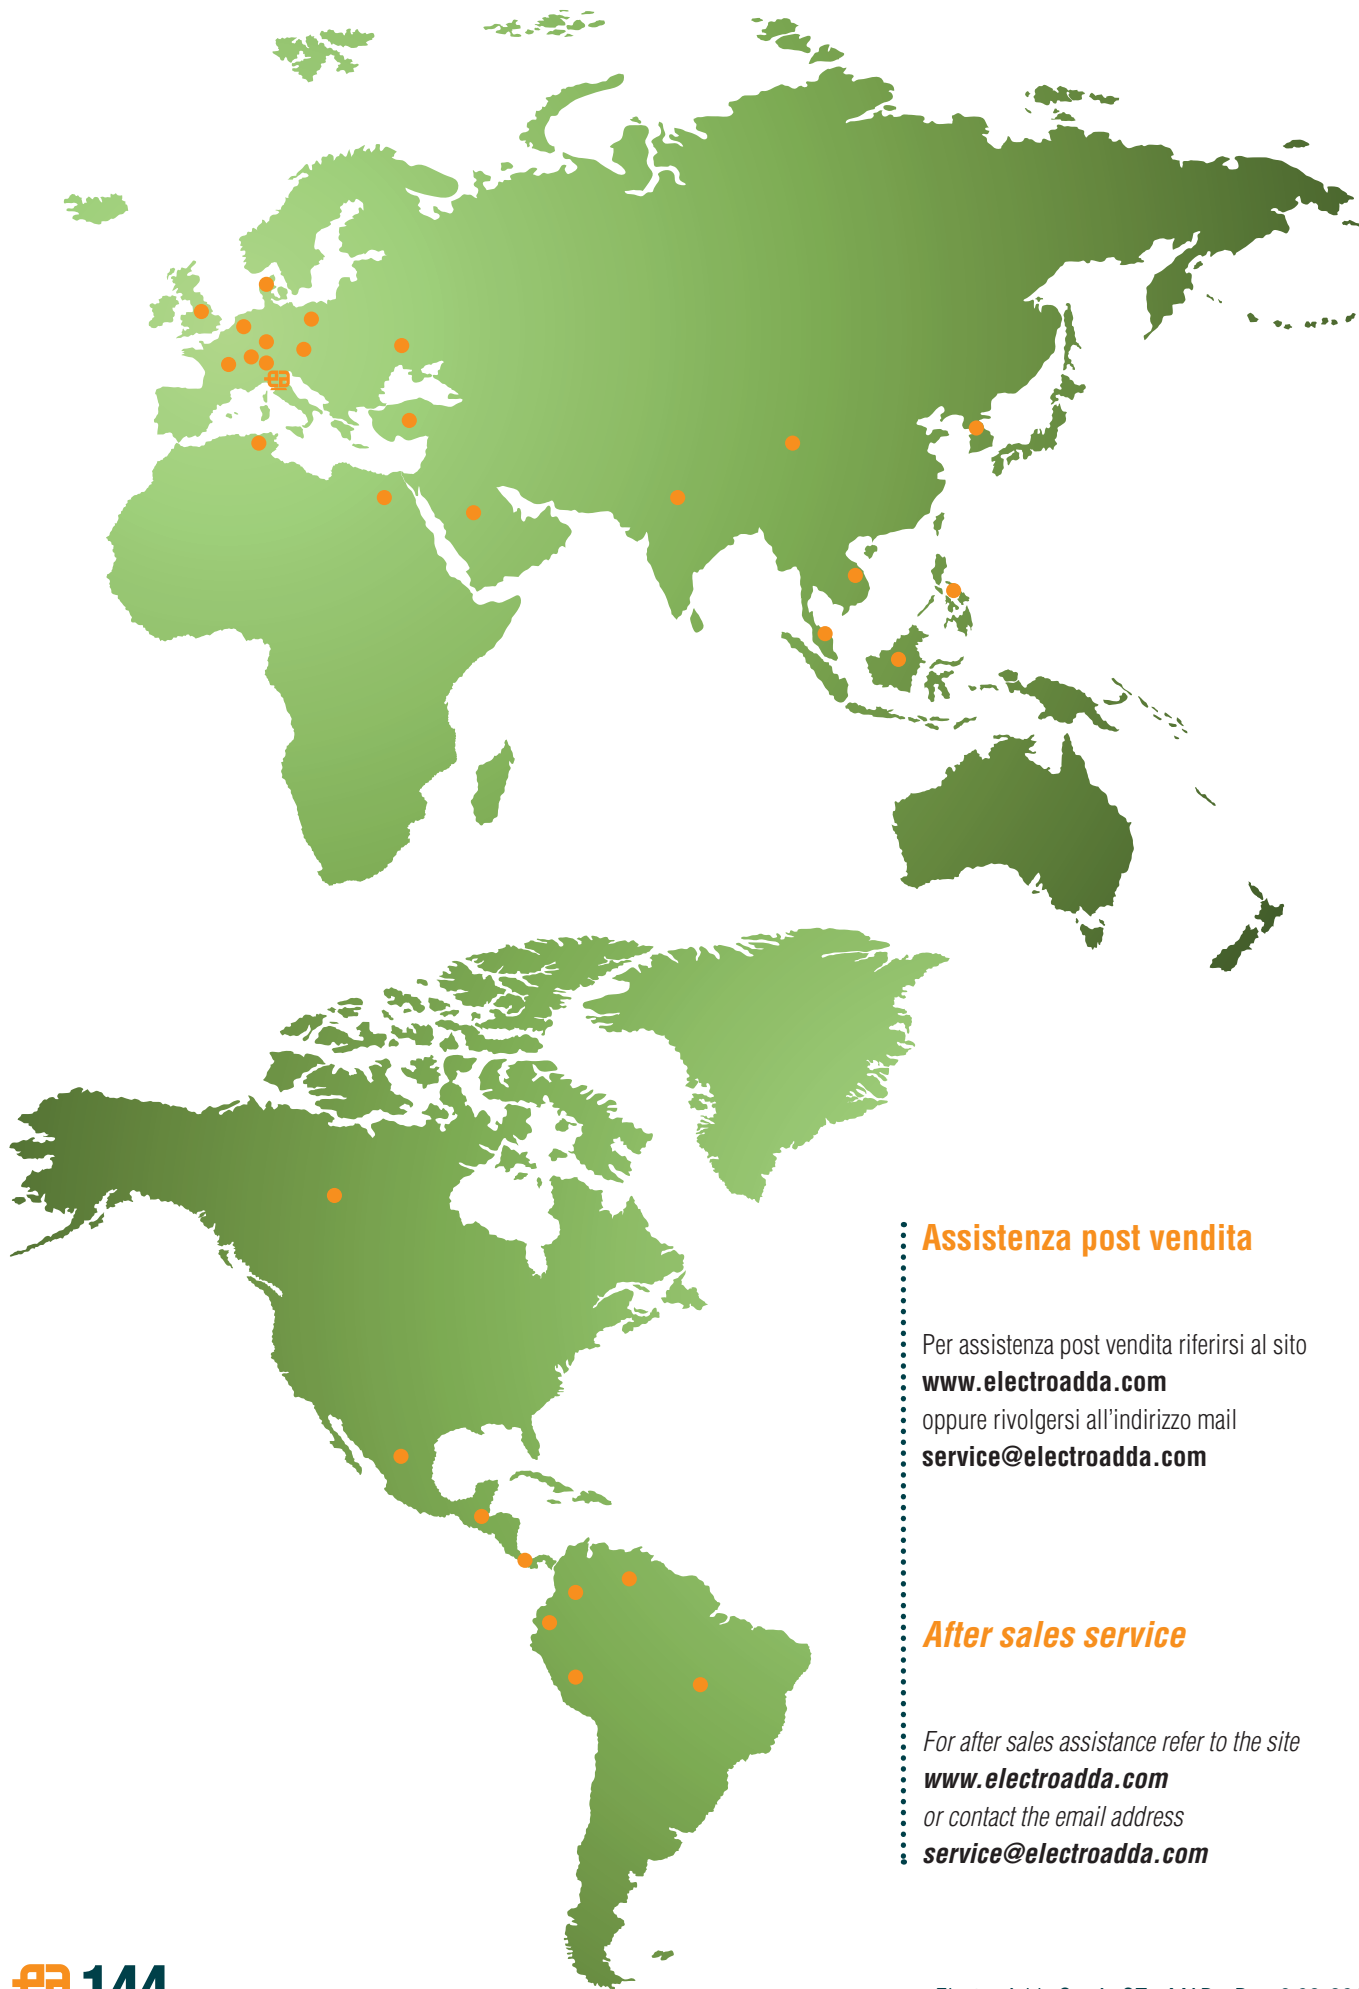 Assistenza post vendita
Per assistenza post vendita riferirsi al sito
www.electroadda.com
oppure rivolgersi all'indirizzo mail
service@electroadda.com
After sales service
For after sales assistance refer to the site
www.electroadda.com
or contact the email address
service@electroadda.com
144